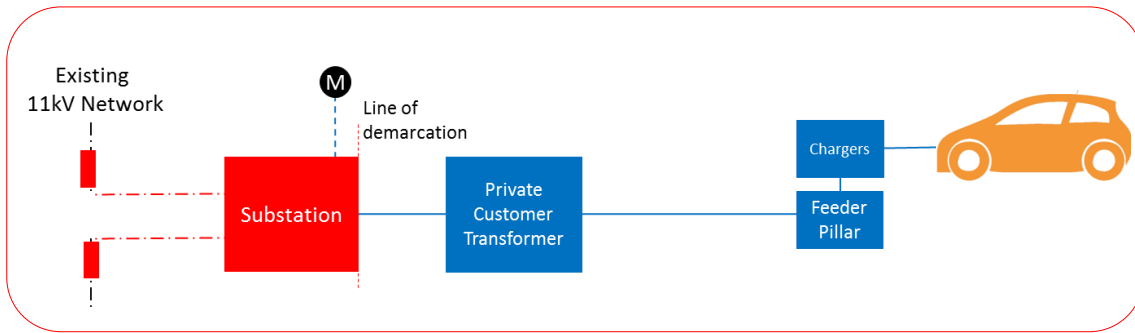 Existing
11kV Network
M
Line of
demarcation
Substation
Private
Customer
Transformer
Chargers
Feeder
Pillar